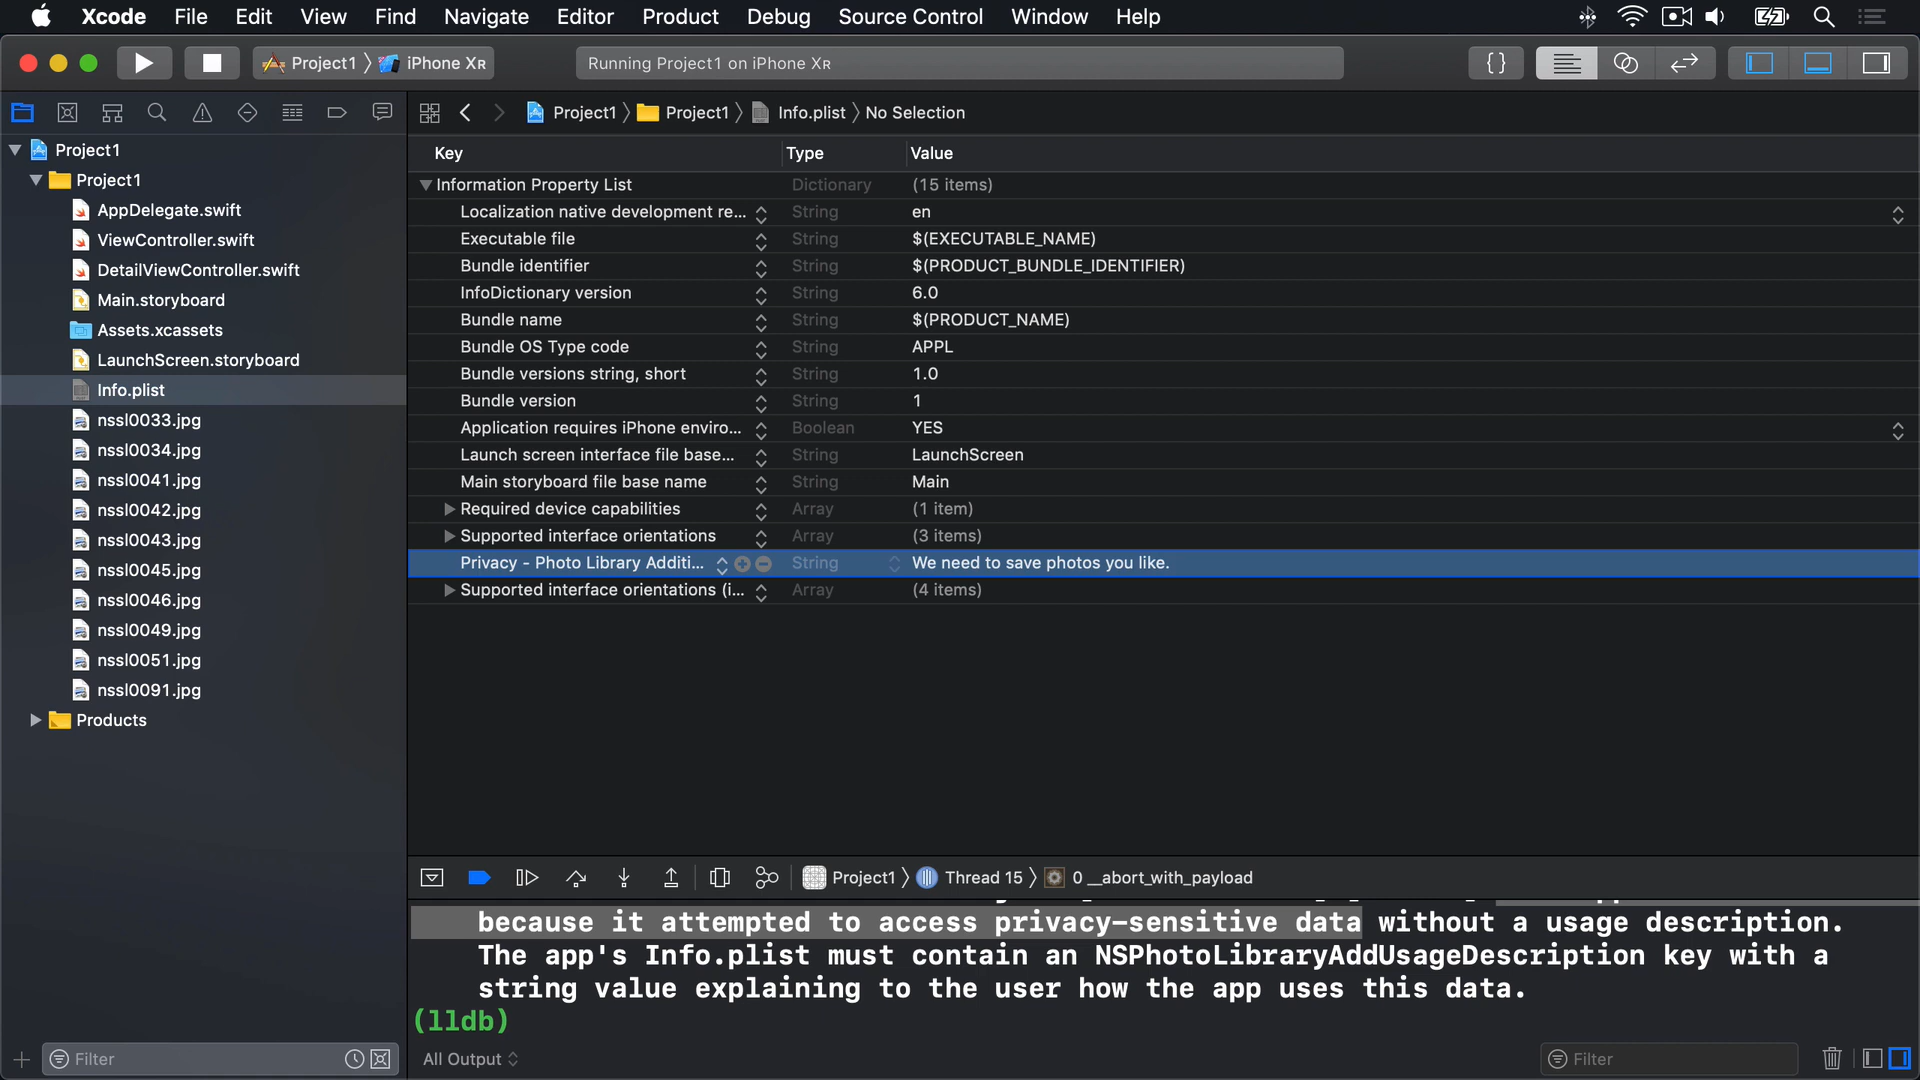 Xcode File Edit View Find Navigate Editor Product Debug Source Control Window Help
Project1 iPhone XR
Running Project1 on iPhone XR
{}
Project1 Project1 Info.plist No Selection
Project1
Project1
AppDelegate.swift
ViewController.swift
DetailViewController.swift
Main.storyboard
Assets.xcassets
LaunchScreen.storyboard
Info.plist
nssl0033.jpg
nssl0034.jpg
nssl0041.jpg
nssl0042.jpg
nssl0043.jpg
nssl0045.jpg
nssl0046.jpg
nssl0049.jpg
nssl0051.jpg
nssl0091.jpg
Products
Filter
Key Type Value
Information Property List Dictionary (15 items)
Localization native development re... String en
Executable file String $(EXECUTABLE_NAME)
Bundle identifier String $(PRODUCT_BUNDLE_IDENTIFIER)
InfoDictionary version String 6.0
Bundle name String $(PRODUCT_NAME)
Bundle OS Type code String APPL
Bundle versions string, short String 1.0
Bundle version String 1
Application requires iPhone enviro... Boolean YES
Launch screen interface file base... String LaunchScreen
Main storyboard file base name String Main
Required device capabilities Array (1 item)
Supported interface orientations Array (3 items)
Privacy - Photo Library Additi... String We need to save photos you like.
Supported interface orientations (i... Array (4 items)
Project1 Thread 15 0 __abort_with_payload
because it attempted to access privacy-sensitive data without a usage description.
The app's Info.plist must contain an NSPhotoLibraryAddUsageDescription key with a
string value explaining to the user how the app uses this data.
(lldb)
All Output Filter